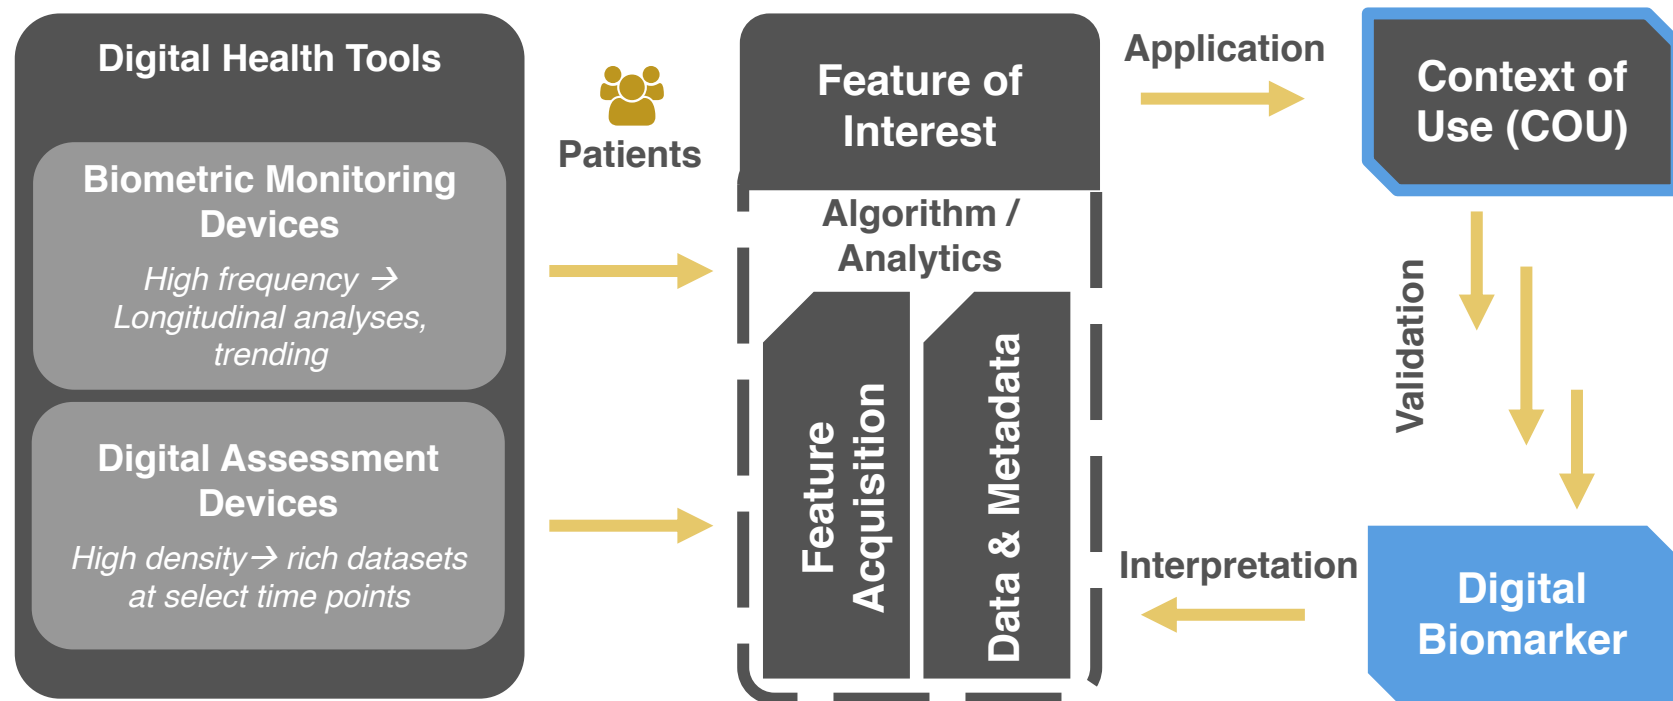 Digital Health Tools
Biometric Monitoring
Devices
High frequency →
Longitudinal analyses,
trending
Digital Assessment
Devices
High density→ rich datasets
at select time points
Patients
Feature of
Interest
Algorithm /
Analytics
Feature
Acquisition
Data & Metadata
Application
Context of
Use (COU)
Validation
Interpretation
Digital
Biomarker